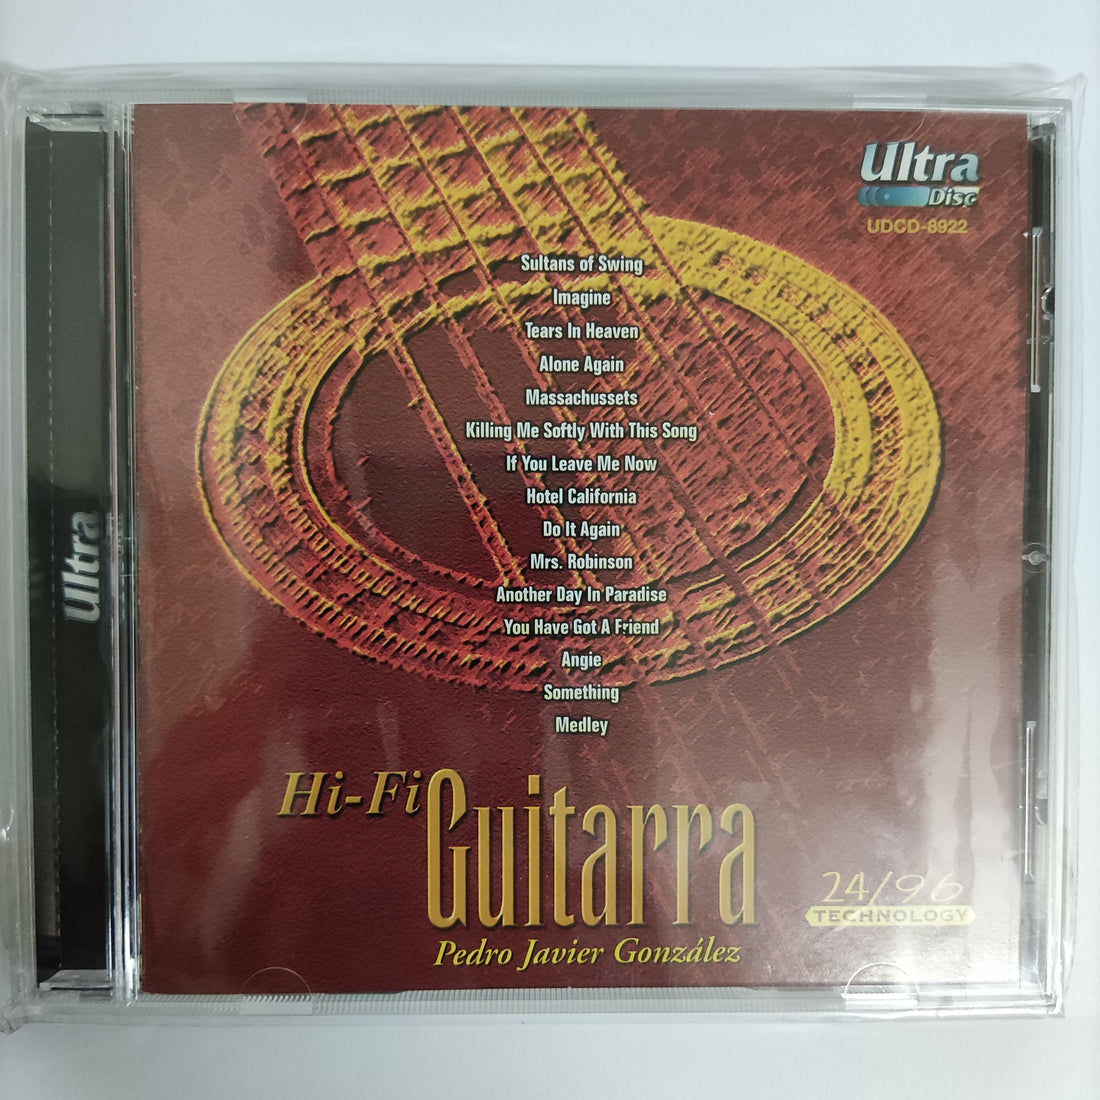 Ultra
Disc
UDCD-8922
Sultans of Swing
Imagine
Tears In Heaven
Alone Again
Massachussets
Killing Me Softly With This Song
If You Leave Me Now
Hotel California
Do It Again
Mrs. Robinson
Another Day In Paradise
You Have Got A Friend
Angie
Something
Medley
Hi-Fi Guitarra
Pedro Javier González
24/96
TECHNOLOGY
Ultra